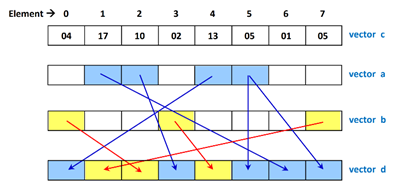 Element → 0 1 2 3 4 5 6 7
04 17 10 02 13 05 01 05 vector c
vector a
vector b
vector d